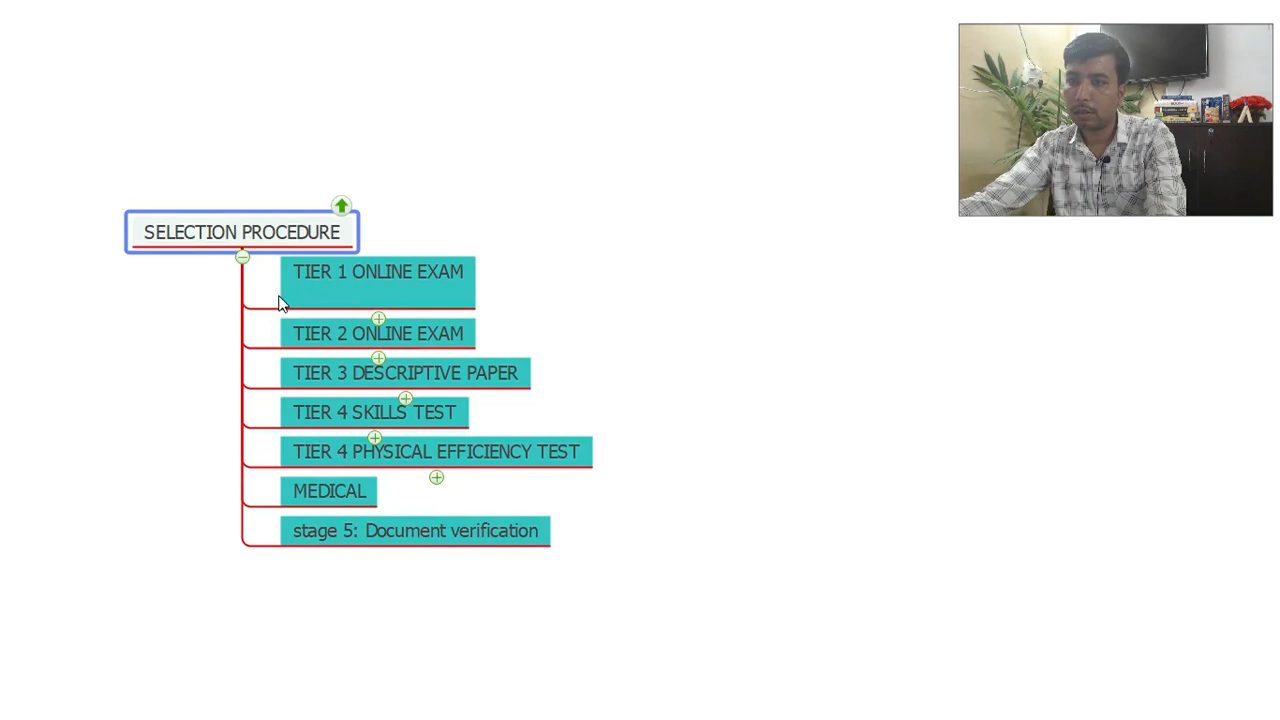 SELECTION PROCEDURE
TIER 1 ONLINE EXAM
TIER 2 ONLINE EXAM
TIER 3 DESCRIPTIVE PAPER
TIER 4 SKILLS TEST
TIER 4 PHYSICAL EFFICIENCY TEST
MEDICAL
stage 5: Document verification